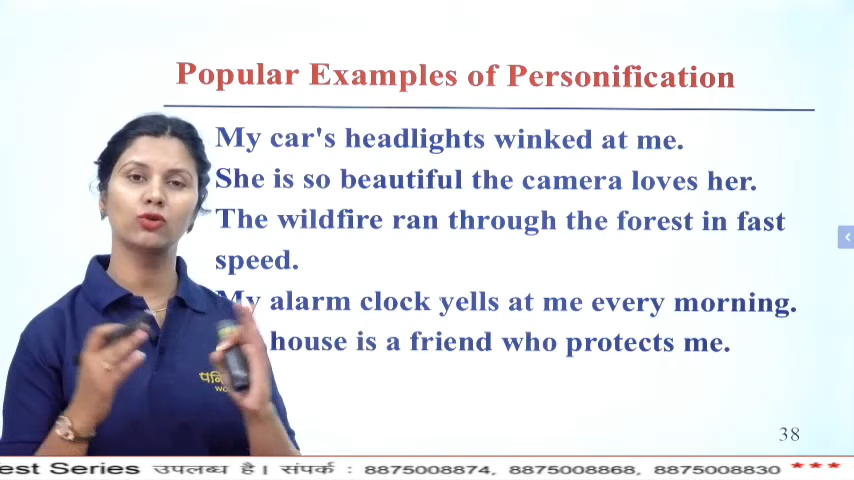 Popular Examples of Personification
My car's headlights winked at me.
She is so beautiful the camera loves her.
The wildfire ran through the forest in fast
speed.
My alarm clock yells at me every morning.
house is a friend who protects me.
38
est Series उपलब्ध है। संपर्क : 8875008874, 8875008868, 8875008830 ***